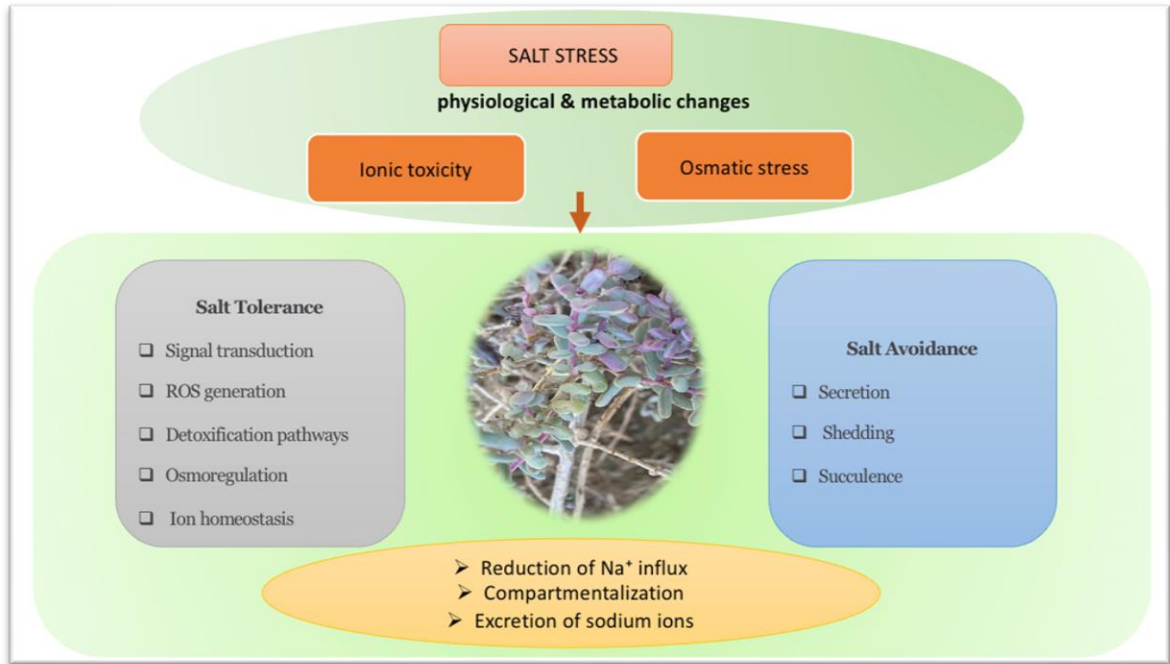 SALT STRESS
physiological & metabolic changes
Ionic toxicity
Osmatic stress
Salt Tolerance
❑ Signal transduction
❑ ROS generation
❑ Detoxification pathways
❑ Osmoregulation
❑ Ion homeostasis
Salt Avoidance
❑ Secretion
❑ Shedding
❑ Succulence
➢ Reduction of Na⁺ influx
➢ Compartmentalization
➢ Excretion of sodium ions